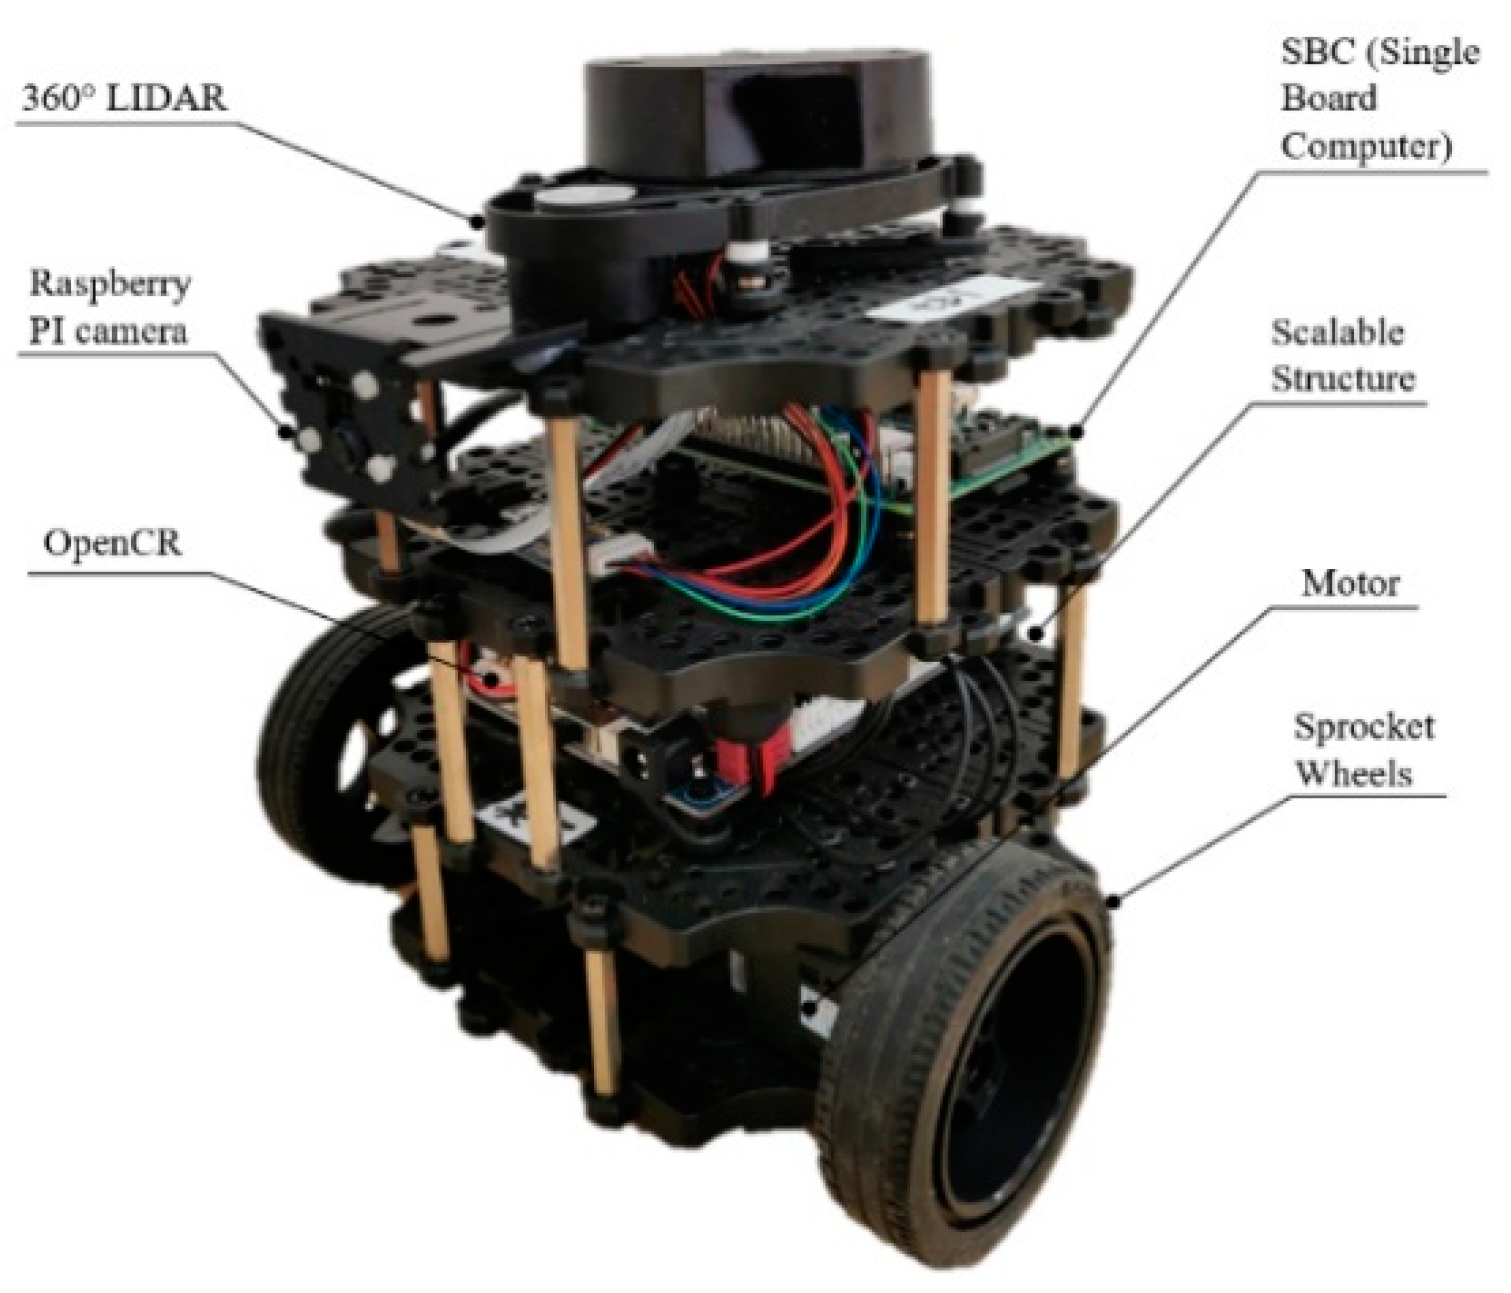 360° LIDAR
Raspberry
PI camera
OpenCR
SBC (Single
Board
Computer)
Scalable
Structure
Motor
Sprocket
Wheels